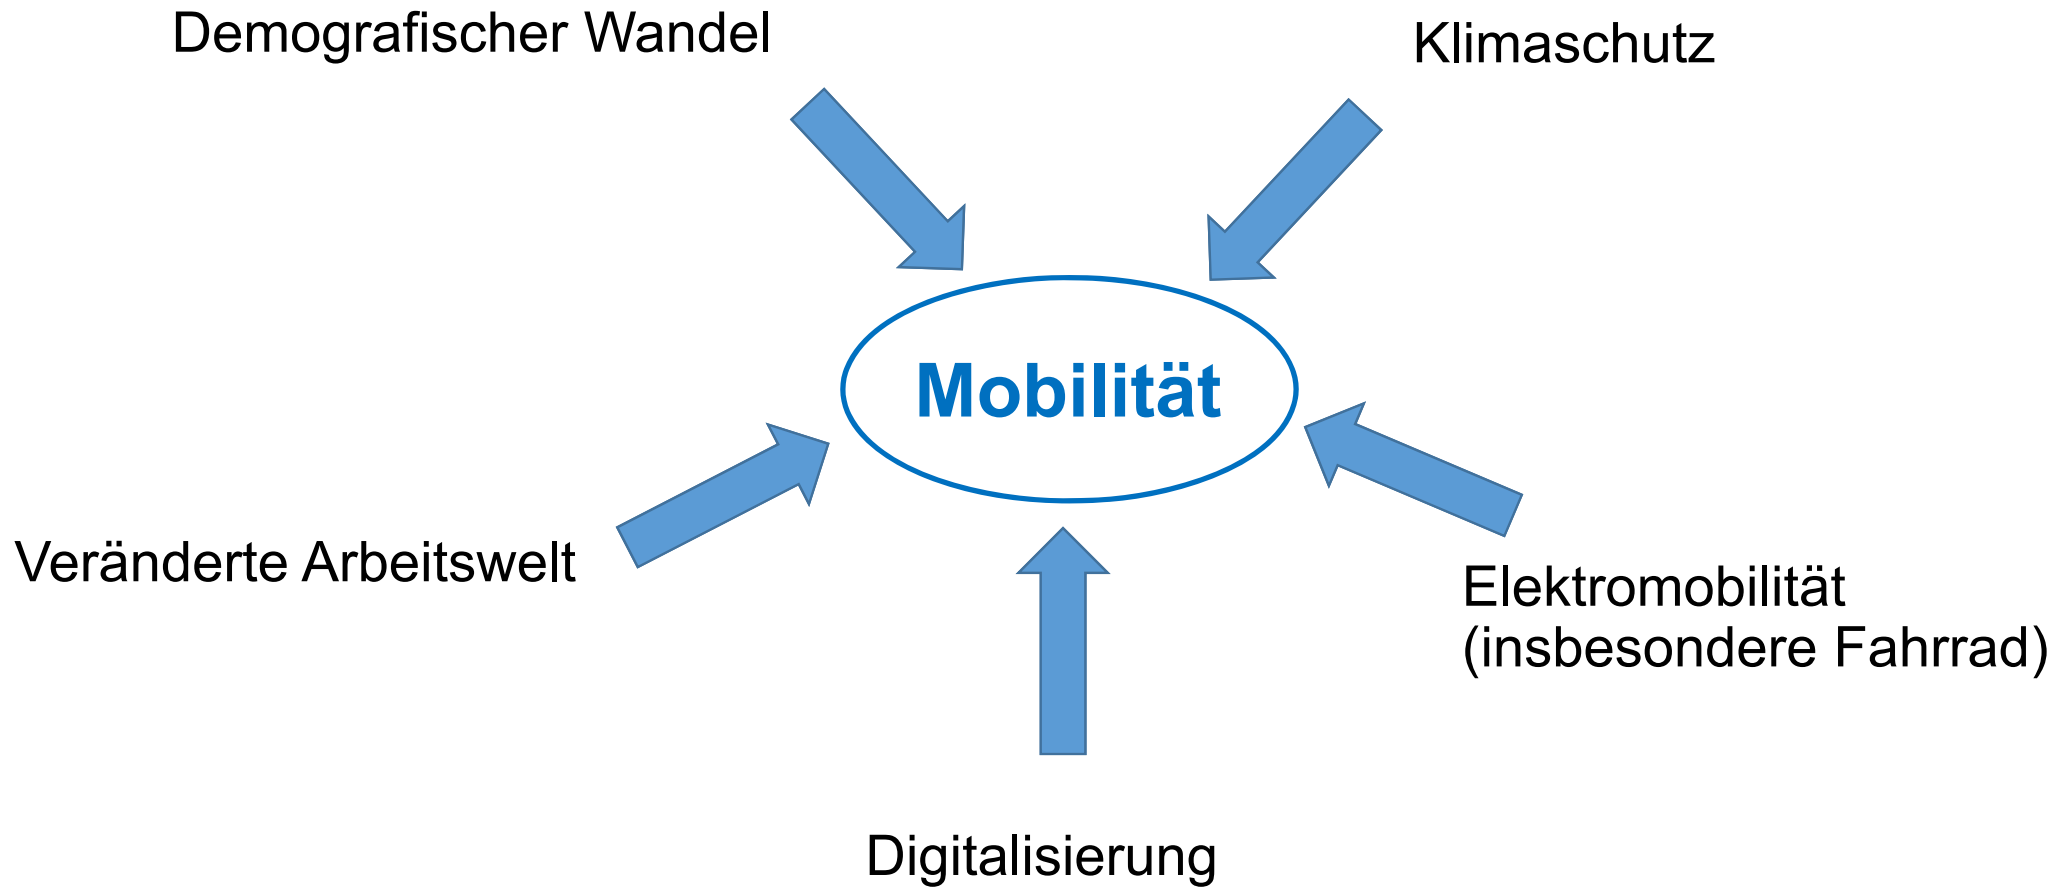 Demografischer Wandel
Klimaschutz
Mobilität
Veränderte Arbeitswelt
Elektromobilität
(insbesondere Fahrrad)
Digitalisierung